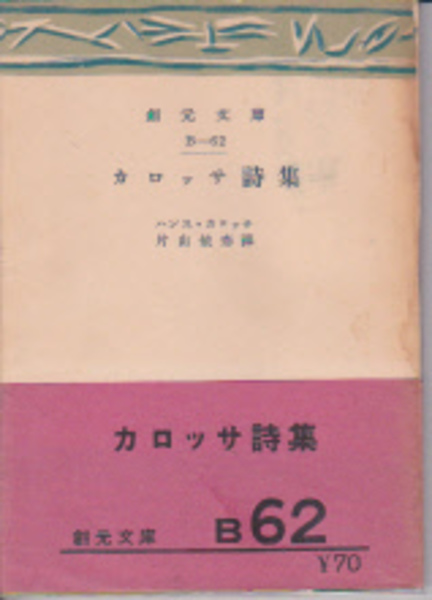 創元文庫
B—62
カロッサ詩集
ハンス・カロッサ
片山敏彦譯
カロッサ詩集
創元文庫 B62
¥70